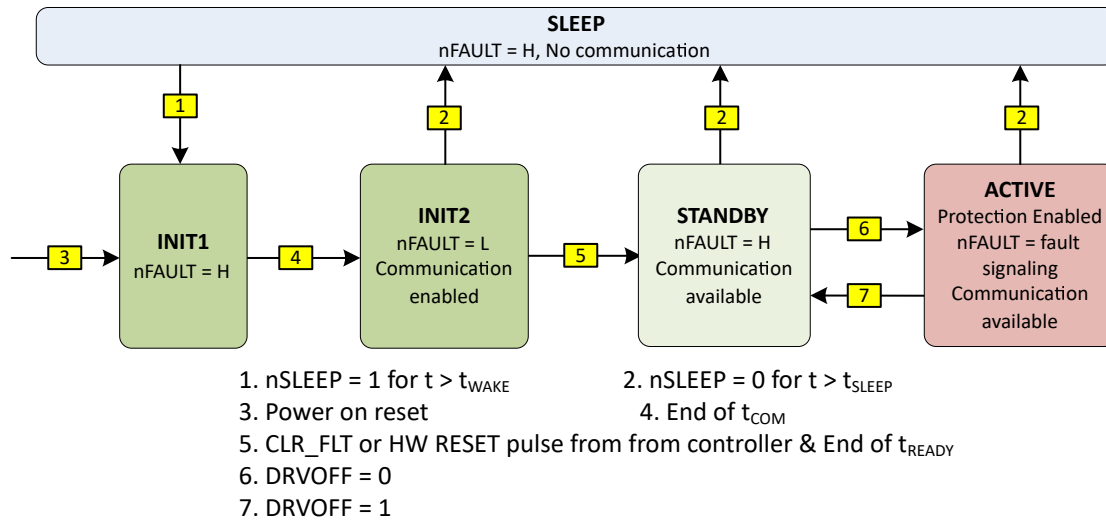 SLEEP
nFAULT = H, No communication
1
2
2
2
INIT1
nFAULT = H
INIT2
nFAULT = L
Communication
enabled
STANDBY
nFAULT = H
Communication
available
ACTIVE
Protection Enabled
nFAULT = fault
signaling
Communication
available
3
4
5
6
7
1. nSLEEP = 1 for t > tWAKE
2. nSLEEP = 0 for t > tSLEEP
3. Power on reset
4. End of tCOM
5. CLR_FLT or HW RESET pulse from from controller & End of tREADY
6. DRVOFF = 0
7. DRVOFF = 1